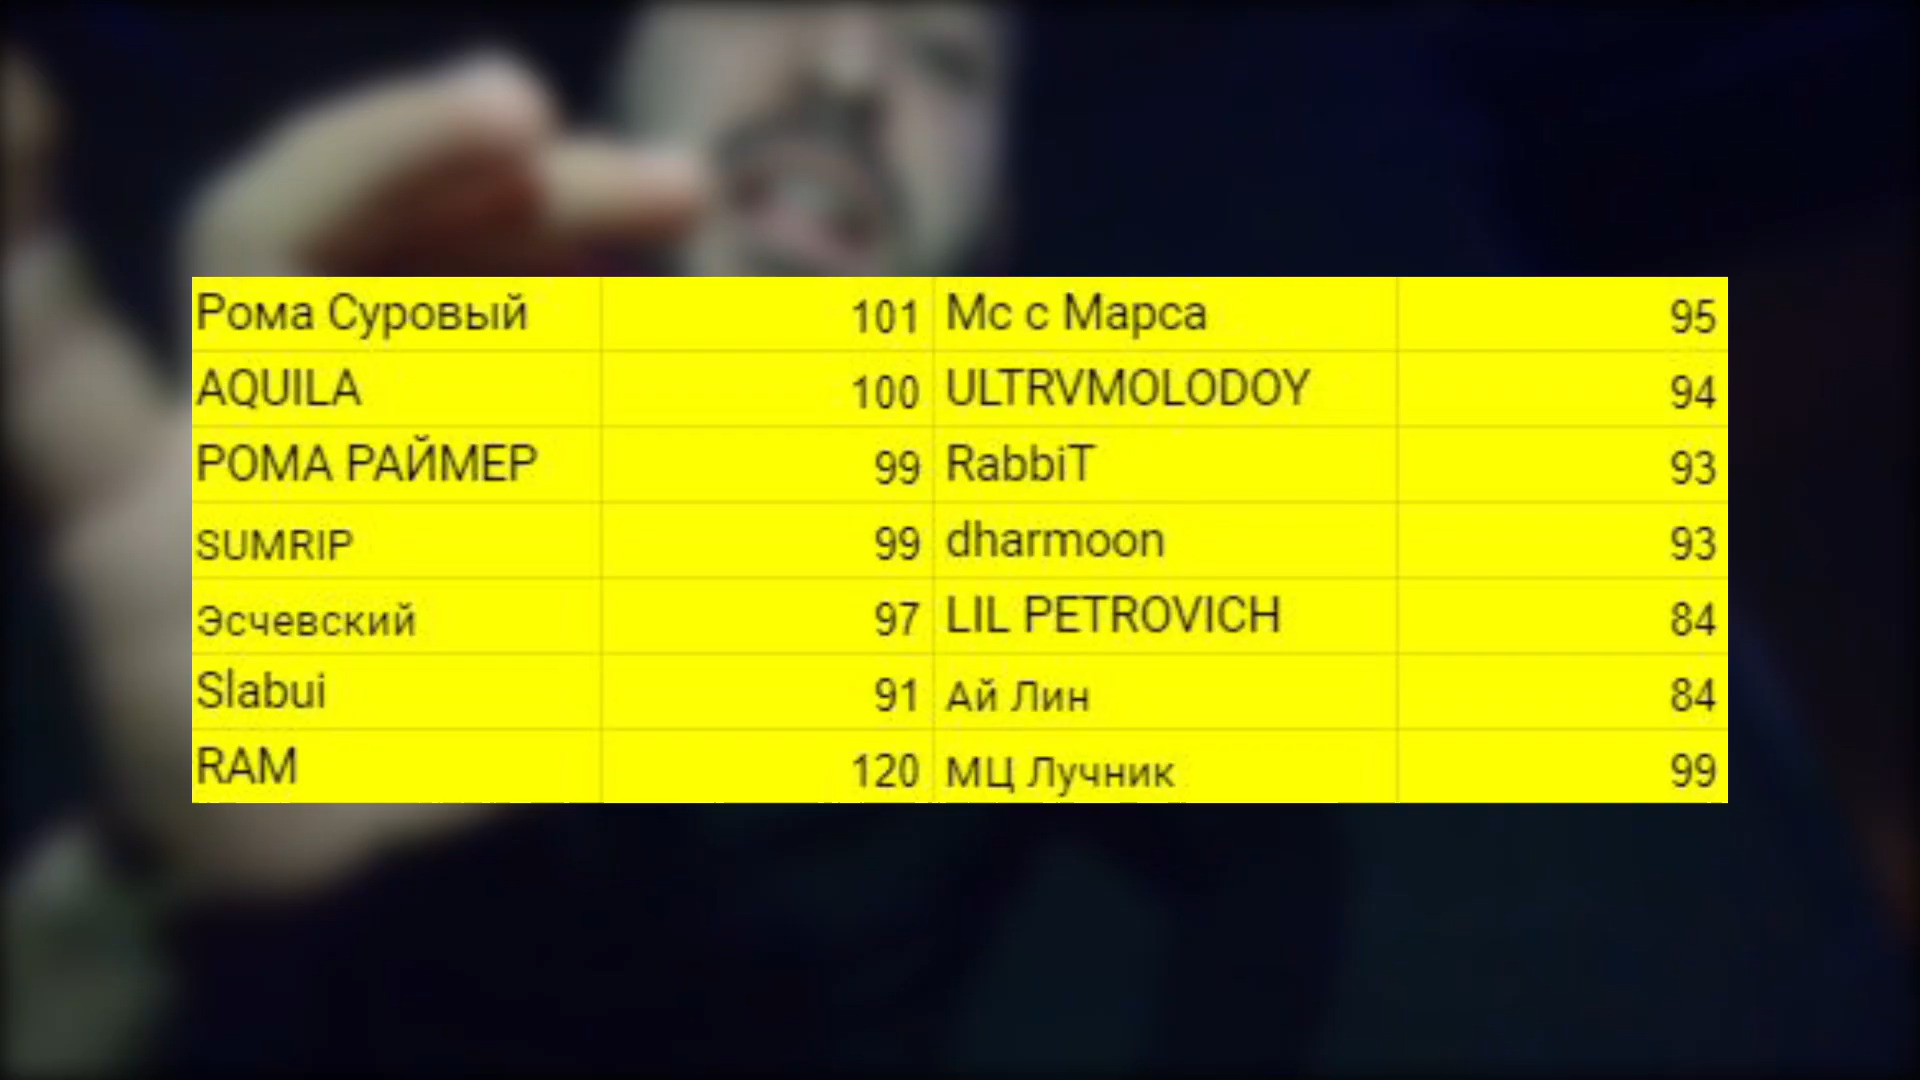 Рома Суровый 101 Мс с Марса 95
AQUILA 100 ULTRVMOLODOY 94
РОМА РАЙМЕР 99 RabbiT 93
SUMRIP 99 dharmoon 93
Эсчевский 97 LIL PETROVICH 84
Slabui 91 Ай Лин 84
RAM 120 МЦ Лучник 99